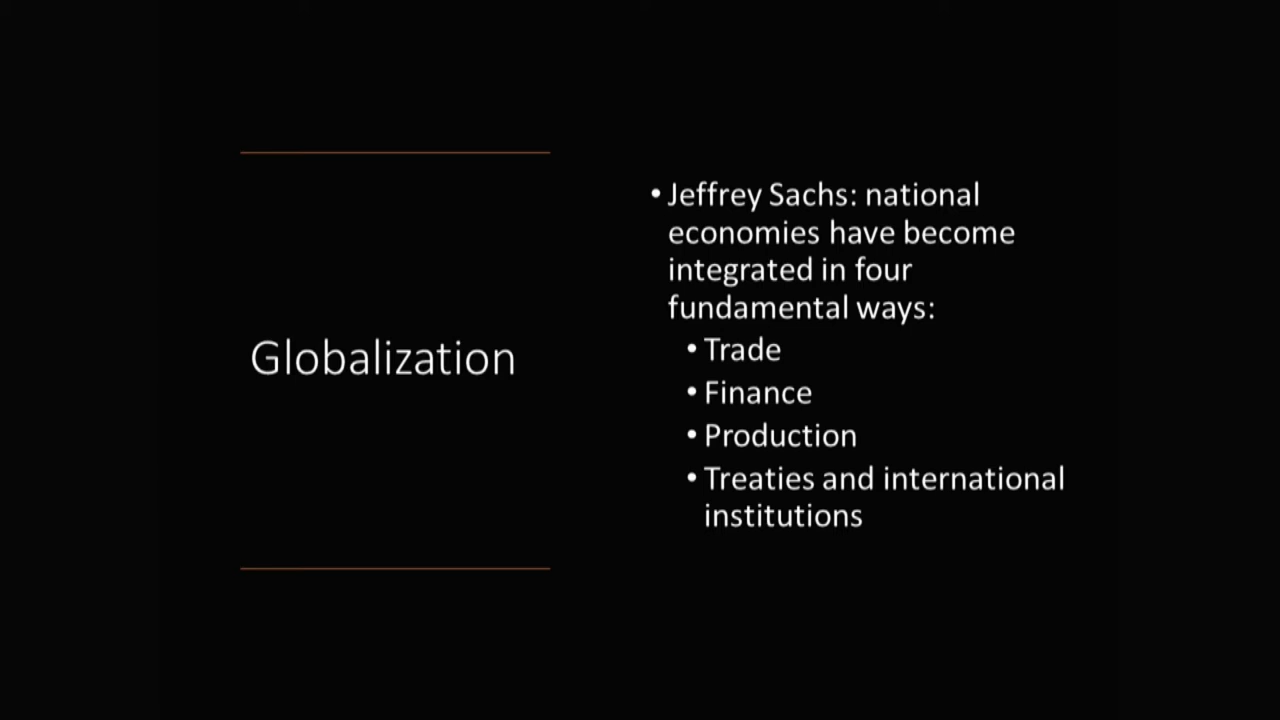 Globalization
• Jeffrey Sachs: national
economies have become
integrated in four
fundamental ways:
• Trade
• Finance
• Production
• Treaties and international
institutions